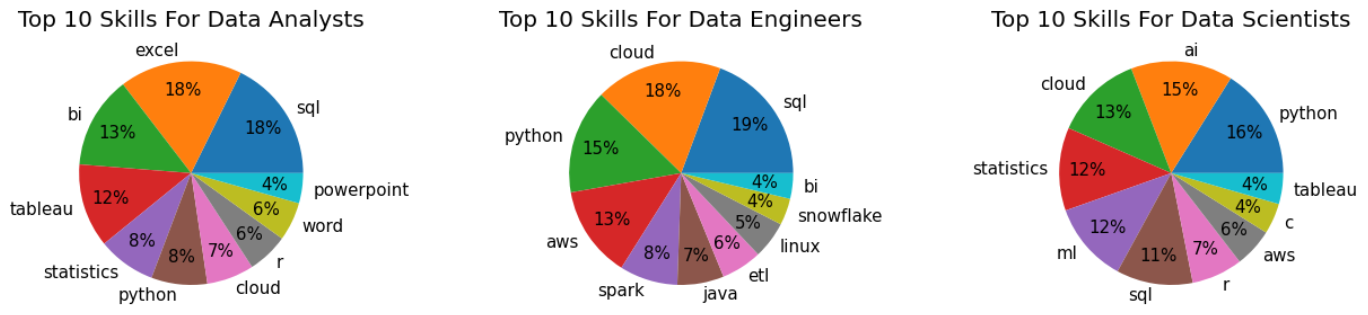 Top 10 Skills For Data Analysts
excel
sql
bi
tableau
statistics
python
cloud
r
word
powerpoint
18%
18%
13%
12%
8%
8%
7%
6%
6%
4%
Top 10 Skills For Data Engineers
cloud
sql
python
aws
spark
java
etl
linux
snowflake
bi
18%
19%
15%
13%
8%
7%
6%
5%
4%
4%
Top 10 Skills For Data Scientists
ai
python
cloud
statistics
ml
sql
r
aws
c
tableau
15%
16%
13%
12%
12%
11%
7%
6%
4%
4%